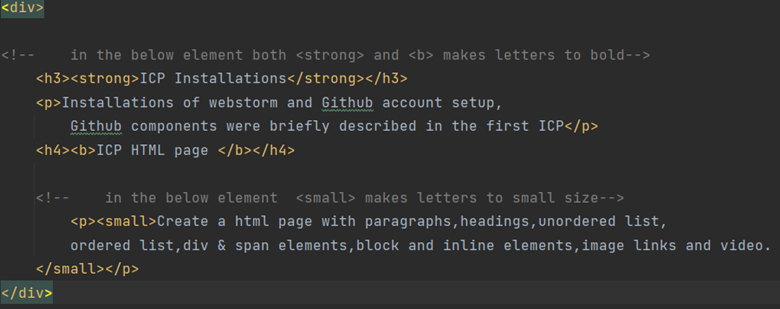 <div>
<!--    in the below element both <strong> and <b> makes letters to bold-->
    <h3><strong>ICP Installations</strong></h3>
    <p>Installations of webstorm and Github account setup,
        Github components were briefly described in the first ICP</p>
    <h4><b>ICP HTML page </b></h4>
    <!--    in the below element  <small> makes letters to small size-->
        <p><small>Create a html page with paragraphs,headings,unordered list,
        ordered list,div & span elements,block and inline elements,image links and video.
    </small></p>
</div>